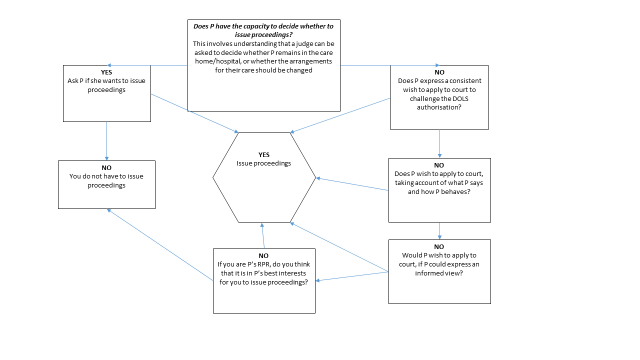 Does P have the capacity to decide whether to
issue proceedings?
This involves understanding that a judge can be
asked to decide whether P remains in the care
home/hospital, or whether the arrangements
for their care should be changed
YES
Ask P if she wants to issue
proceedings
NO
Does P express a consistent
wish to apply to court to
challenge the DOLS
authorisation?
YES
Issue proceedings
NO
You do not have to issue
proceedings
NO
Does P wish to apply to court,
taking account of what P says
and how P behaves?
NO
If you are P's RPR, do you think
that it is in P's best interests
for you to issue proceedings?
NO
Would P wish to apply to
court, if P could express an
informed view?